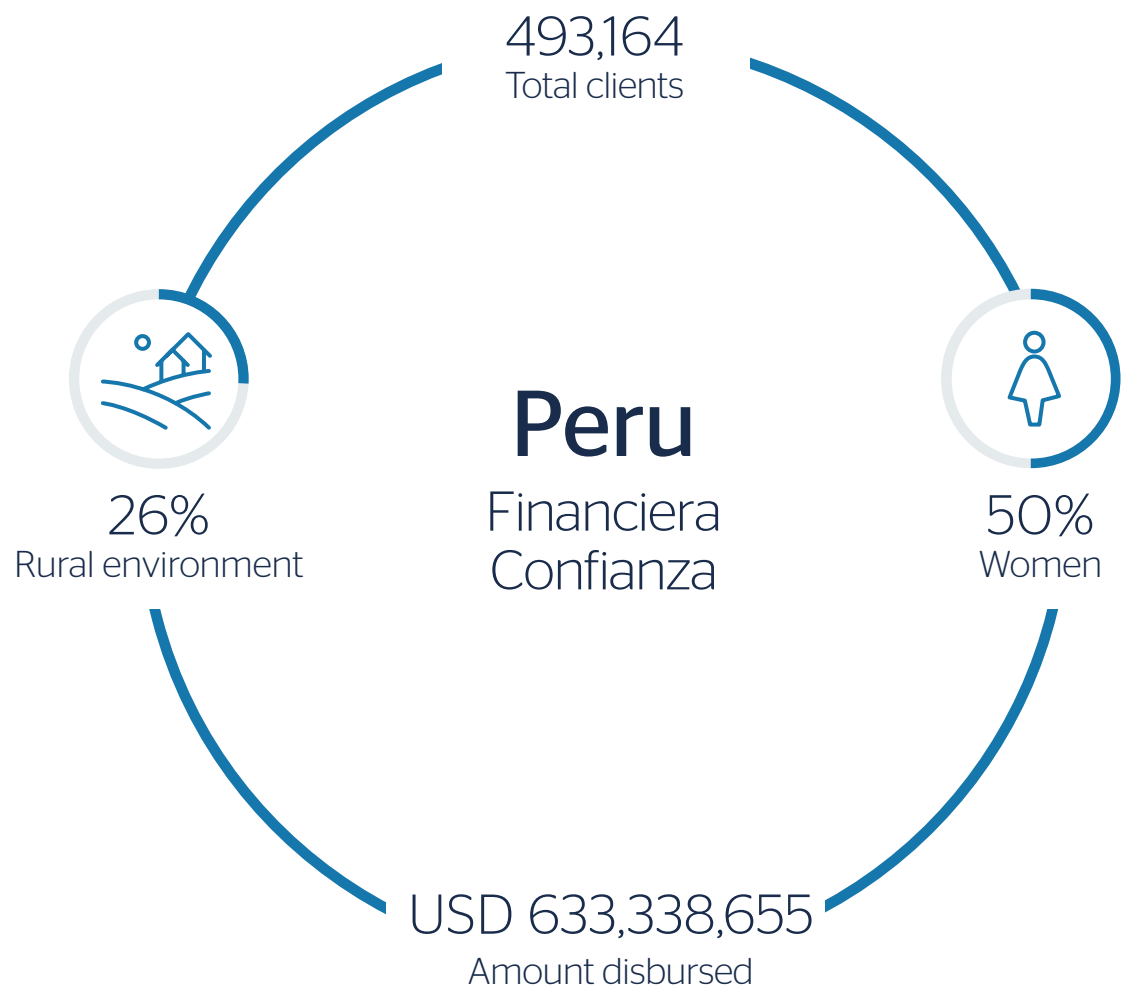 493,164
Total clients
26%
Rural environment
Peru
Financiera
Confianza
50%
Women
USD 633,338,655
Amount disbursed